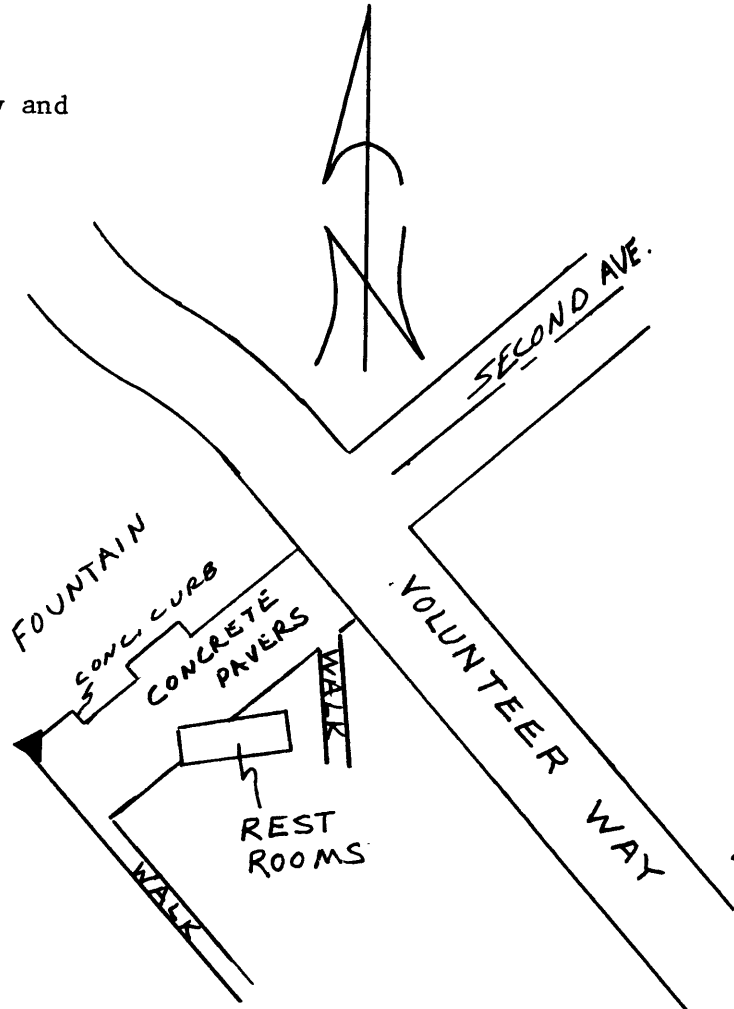 and
N
SECOND AVE.
FOUNTAIN
CONC. CURB
CONCRETE
PAVERS
VOLUNTEER WAY
WALK
REST
ROOMS
WALK